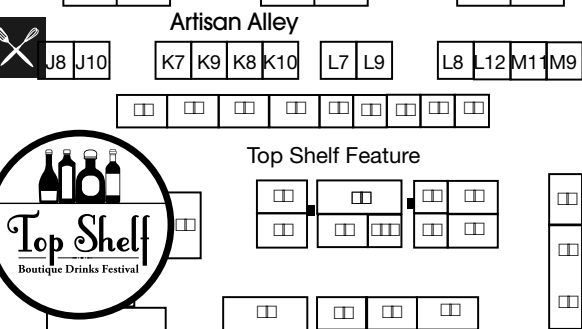 Artisan Alley
J8 J10 K7 K9 K8 K10 L7 L9 L8 L12 M11 M9
Top Shelf Feature
Top Shelf
Boutique Drinks Festival